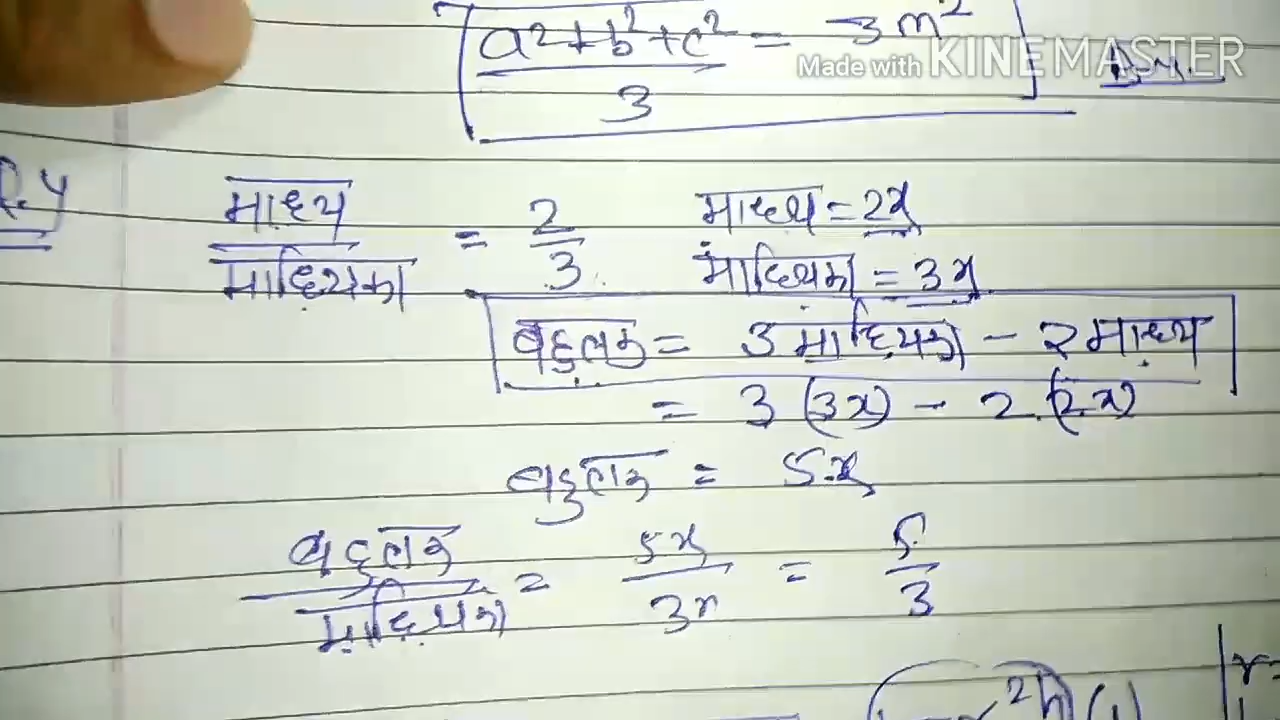 a2+b²+c² = 3m²
3
Made with KINEMASTER
माध्य = 2
माध्यिका 3
माध्य = 2x
माध्यिका = 3x
बहुलक = 3 माध्यिका - 2 माध्य
= 3 (3x) - 2 (2x)
बहुलक = 5x
बहुलक = 5x = 5
माध्यिका 3x 3